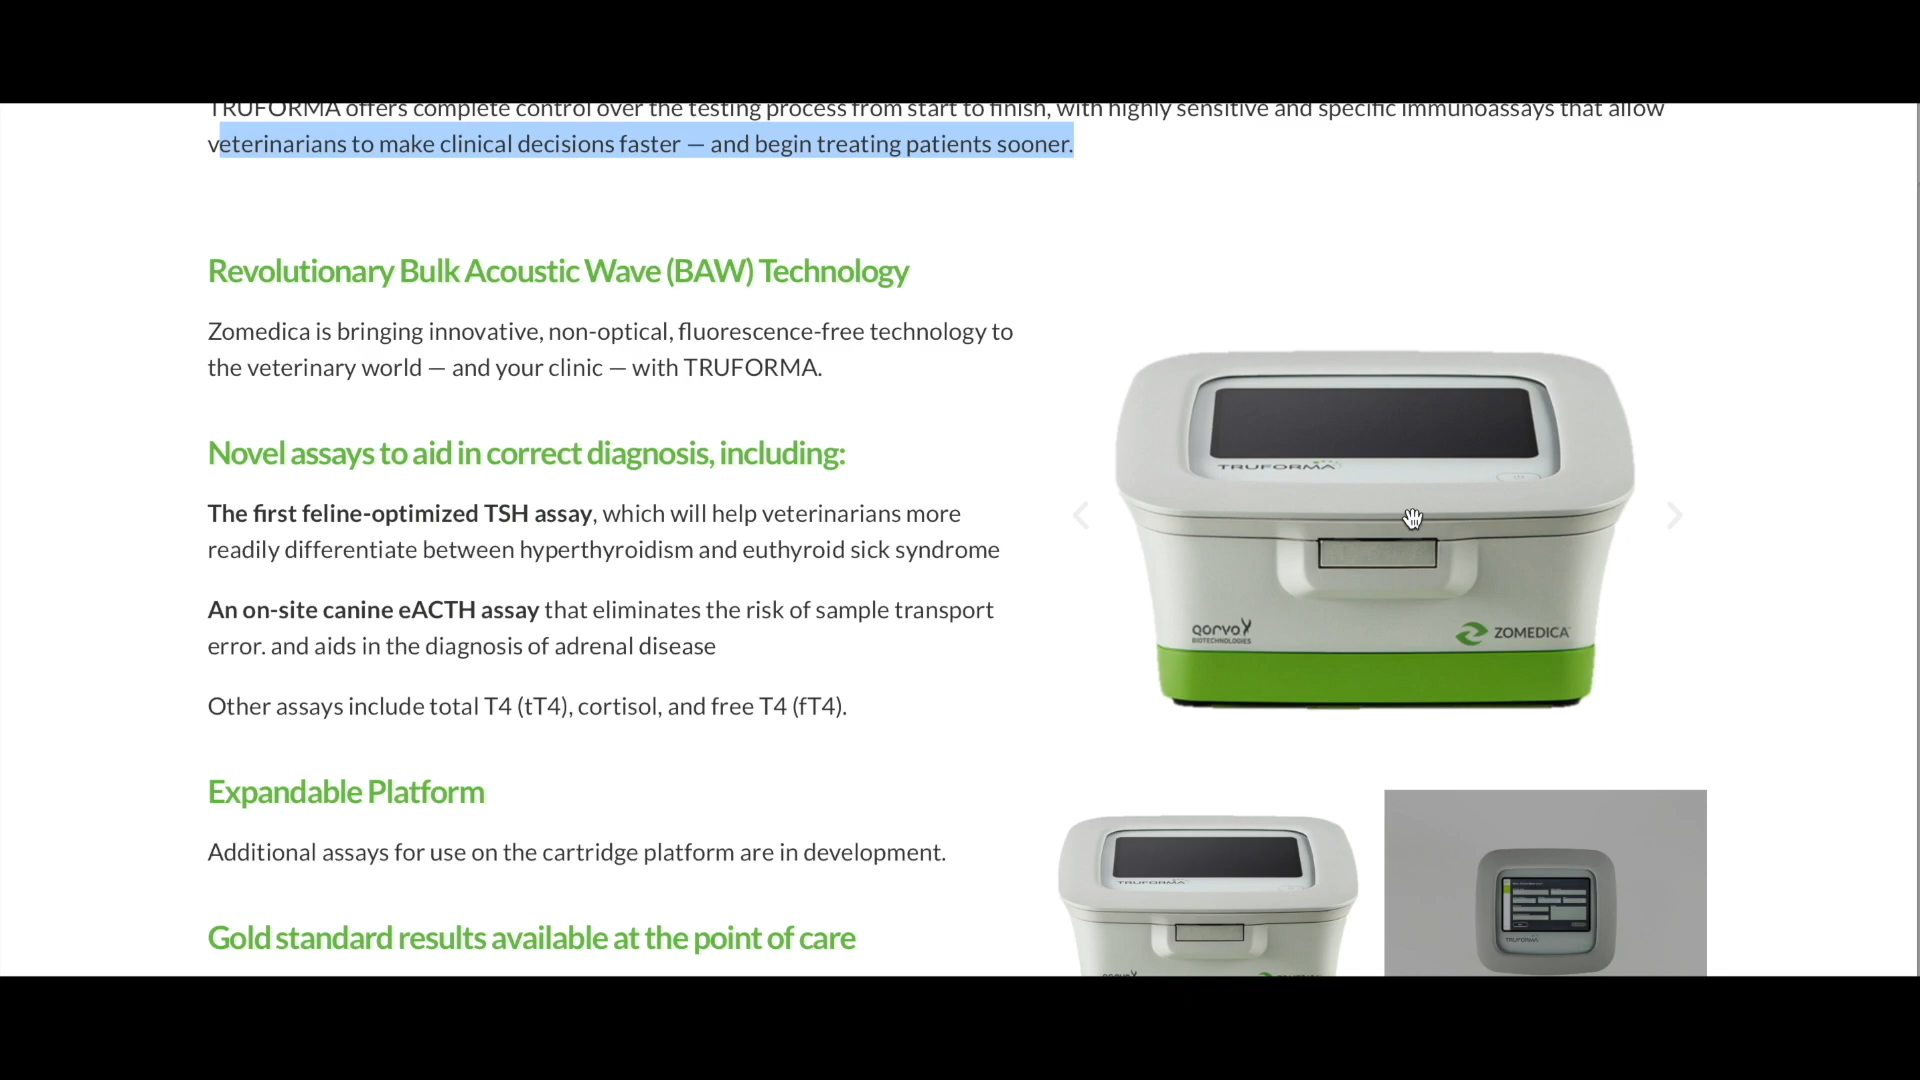 TRUFORMA offers complete control over the testing process from start to finish, with highly sensitive and specific immunoassays that allow
veterinarians to make clinical decisions faster — and begin treating patients sooner.
Revolutionary Bulk Acoustic Wave (BAW) Technology
Zomedica is bringing innovative, non-optical, fluorescence-free technology to
the veterinary world — and your clinic — with TRUFORMA.
Novel assays to aid in correct diagnosis, including:
The first feline-optimized TSH assay, which will help veterinarians more
readily differentiate between hyperthyroidism and euthyroid sick syndrome
An on-site canine eACTH assay that eliminates the risk of sample transport
error. and aids in the diagnosis of adrenal disease
Other assays include total T4 (tT4), cortisol, and free T4 (fT4).
Expandable Platform
Additional assays for use on the cartridge platform are in development.
Gold standard results available at the point of care
TRUFORMA
qorvo
BIOTECHNOLOGIES
ZOMEDICA
TRUFORMA
TRUFORMA